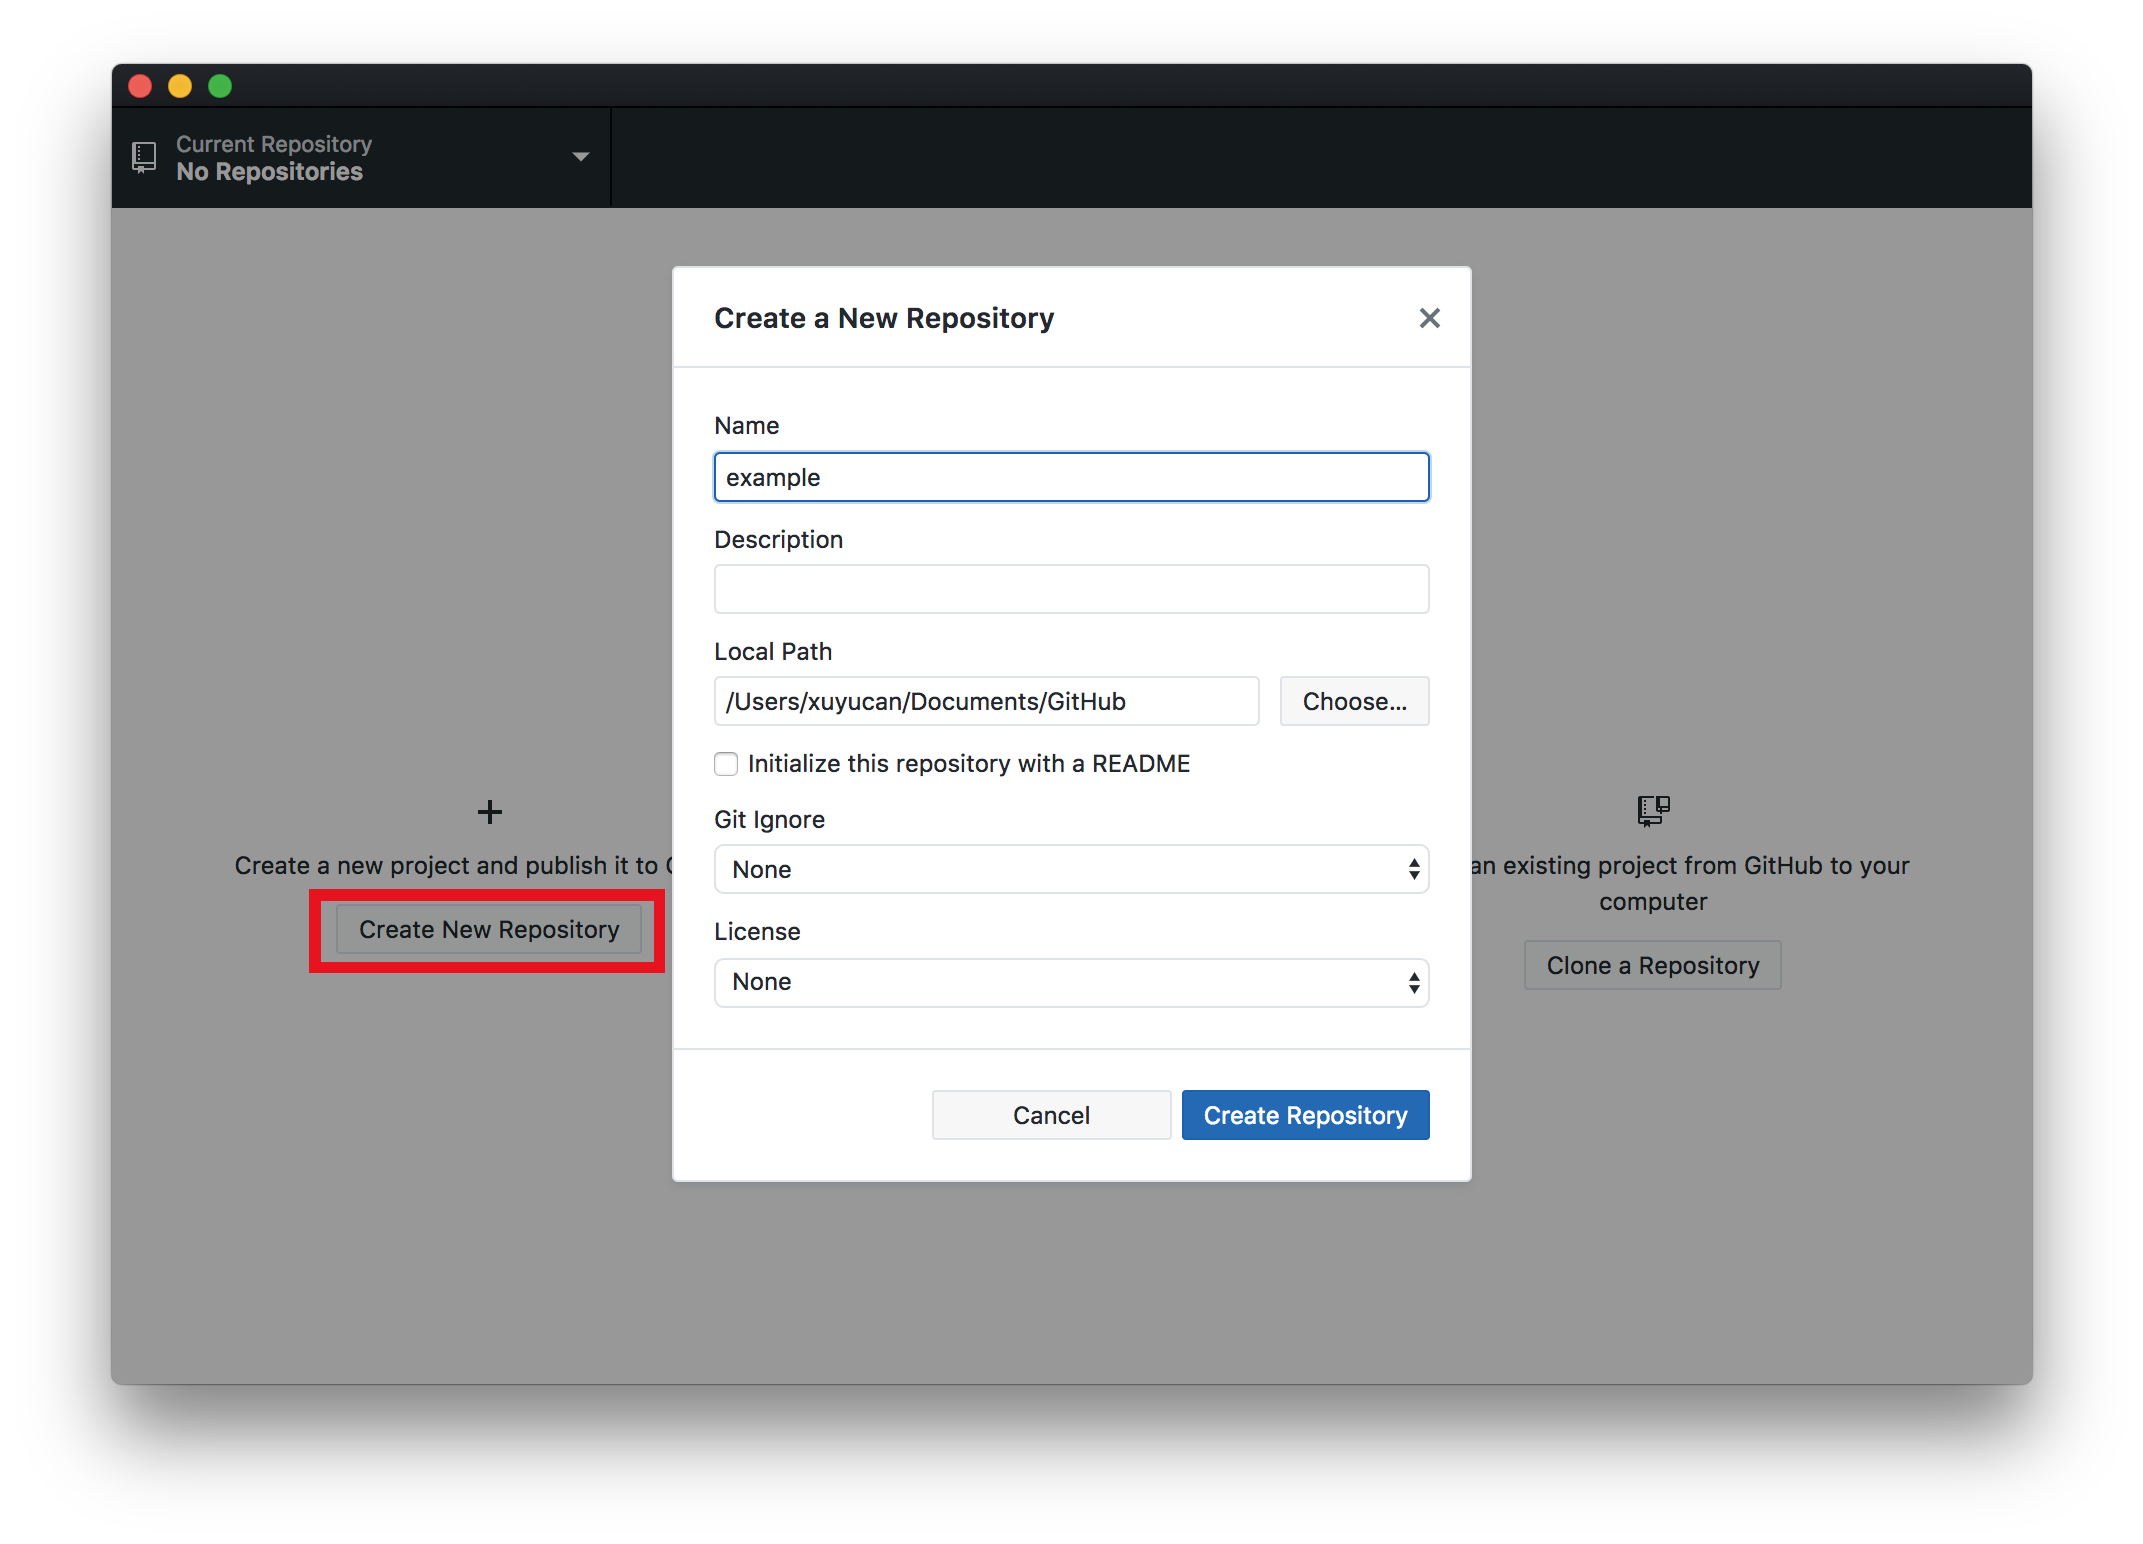 Current Repository
No Repositories
Create a New Repository
Name
example
Description
Local Path
/Users/xuyucan/Documents/GitHub
Choose...
Initialize this repository with a README
Git Ignore
None
License
None
Cancel
Create Repository
Create a new project and publish it to
Create New Repository
an existing project from GitHub to your
computer
Clone a Repository